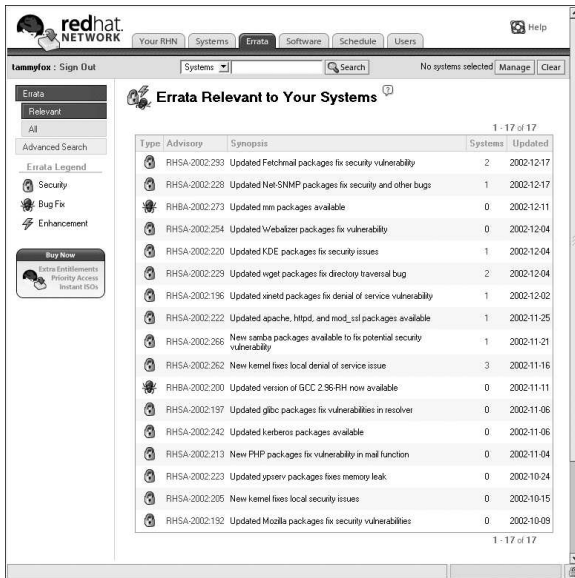 redhat.
NETWORK
Your RHN Systems Errata Software Schedule Users
Help
tammyfox : Sign Out Systems Search No systems selected Manage Clear
Errata
Relevant
All
Advanced Search
Errata Legend
Security
Bug Fix
Enhancement
Buy Now
Extra Entitlements
Priority Access
Instant ISOs
Errata Relevant to Your Systems ?
1 - 17 of 17
Type Advisory Synopsis Systems Updated
RHSA-2002:293 Updated Fetchmail packages fix security vulnerability 2 2002-12-17
RHSA-2002:228 Updated Net-SNMP packages fix security and other bugs 1 2002-12-17
RHBA-2002:273 Updated mm packages available 0 2002-12-11
RHSA-2002:254 Updated Webalizer packages fix vulnerability 0 2002-12-04
RHSA-2002:220 Updated KDE packages fix security issues 1 2002-12-04
RHSA-2002:229 Updated wget packages fix directory traversal bug 2 2002-12-04
RHSA-2002:196 Updated xinetd packages fix denial of service vulnerability 1 2002-12-02
RHSA-2002:222 Updated apache, httpd, and mod_ssl packages available 1 2002-11-25
RHSA-2002:266 New samba packages available to fix potential security
vulnerability 1 2002-11-21
RHSA-2002:262 New kernel fixes local denial of service issue 3 2002-11-16
RHBA-2002:200 Updated version of GCC 2.96-RH now available 0 2002-11-11
RHSA-2002:197 Updated glibc packages fix vulnerabilities in resolver 0 2002-11-06
RHSA-2002:242 Updated kerberos packages available 0 2002-11-06
RHSA-2002:213 New PHP packages fix vulnerability in mail function 0 2002-11-04
RHSA-2002:223 Updated ypserv packages fixes memory leak 0 2002-10-24
RHSA-2002:205 New kernel fixes local security issues 0 2002-10-15
RHSA-2002:192 Updated Mozilla packages fix security vulnerabilities 0 2002-10-09
1 - 17 of 17